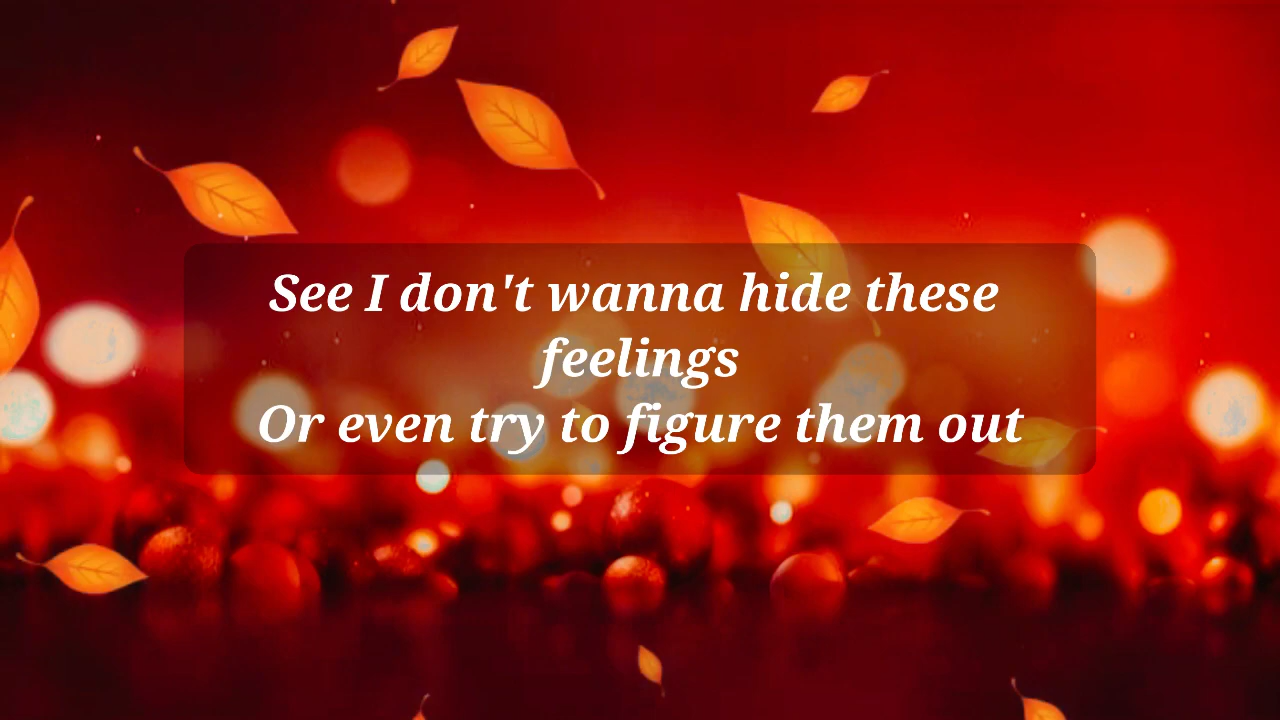 See I don't wanna hide these
feelings
Or even try to figure them out